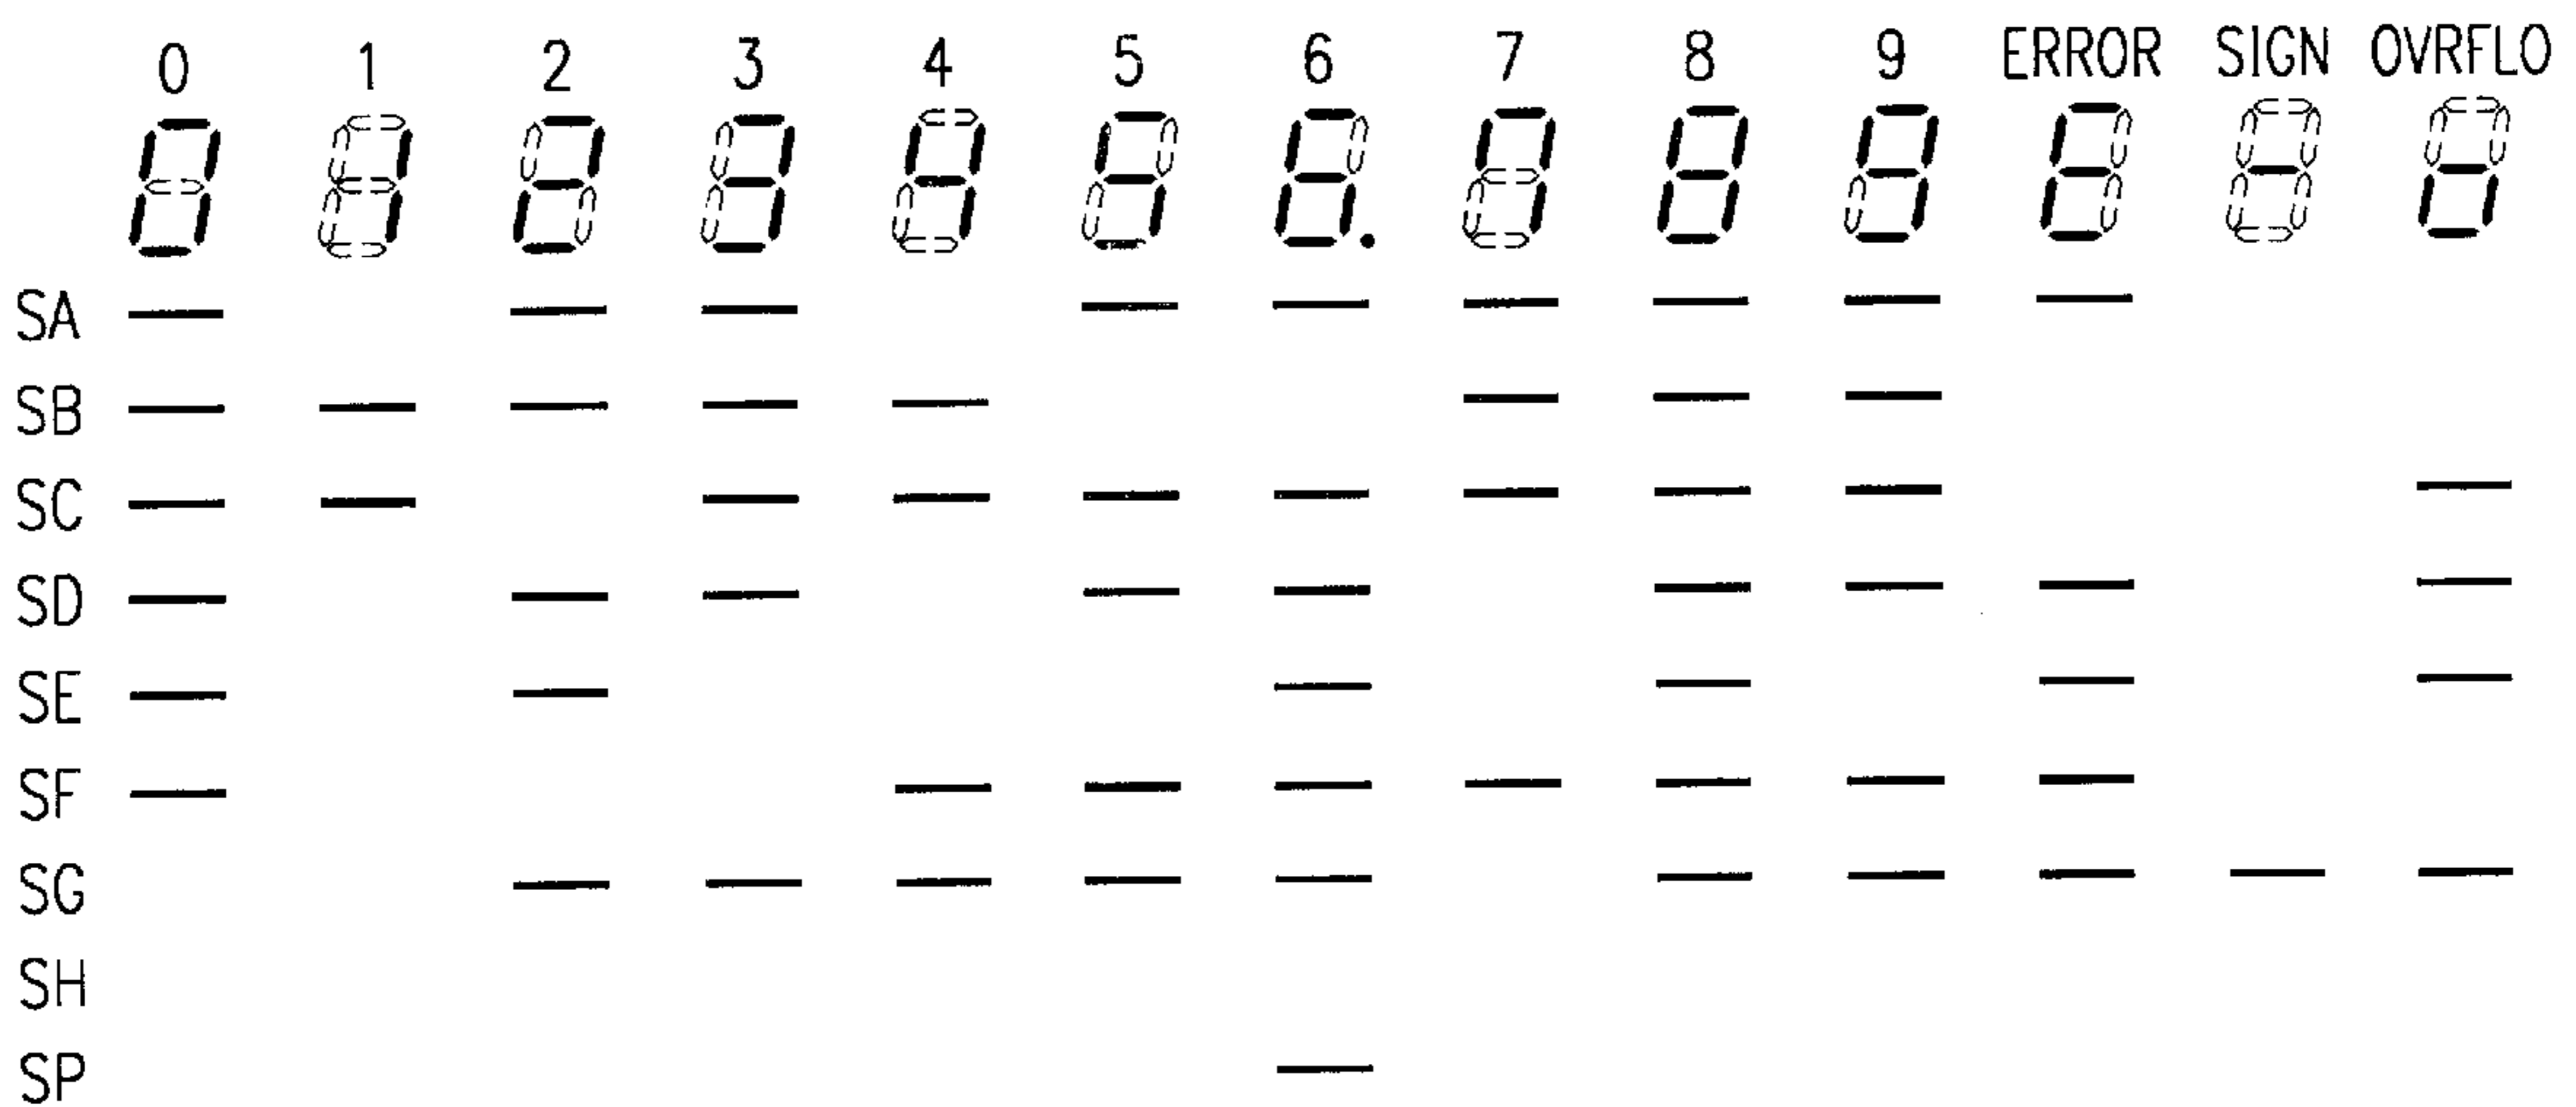 0 1 2 3 4 5 6 7 8 9 ERROR SIGN OVRFLO
SA
SB
SC
SD
SE
SF
SG
SH
SP